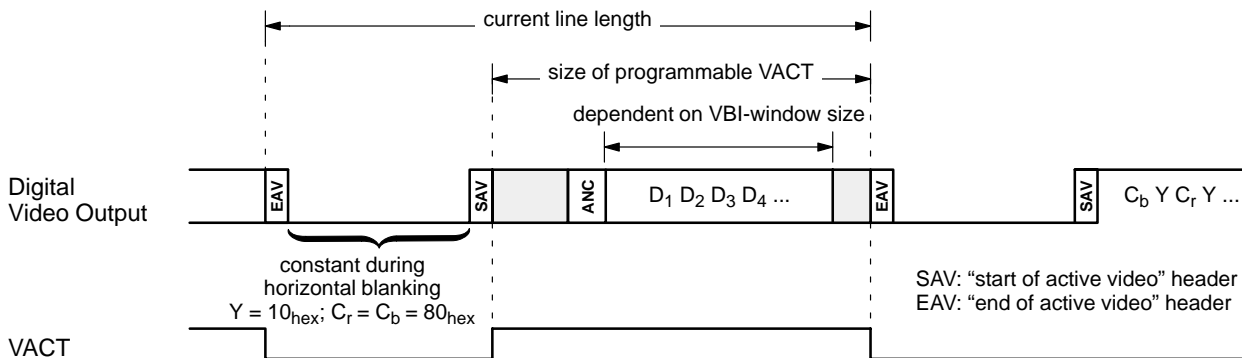 current line length
size of programmable VACT
dependent on VBI-window size
Digital
Video Output
EAV
SAV
ANC
D1 D2 D3 D4 ...
EAV
SAV
Cb Y Cr Y ...
constant during
horizontal blanking
Y = 10hex; Cr = Cb = 80hex
SAV: “start of active video” header
EAV: “end of active video” header
VACT